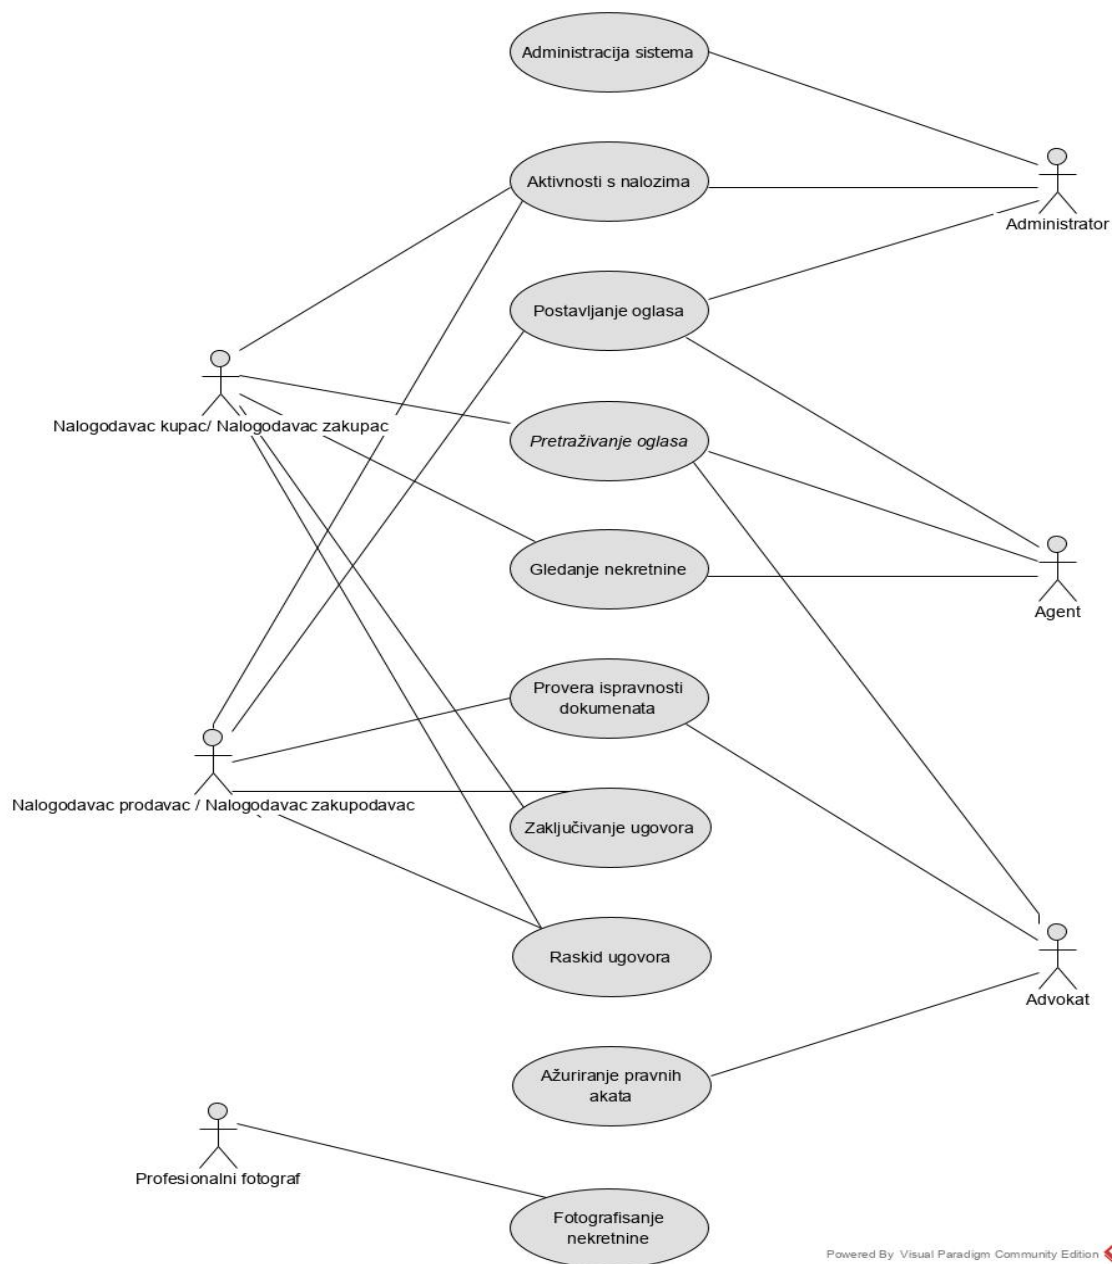 Administracija sistema
Aktivnosti s nalozima
Administrator
Postavljanje oglasa
Nalogodavac kupac/ Nalogodavac zakupac
Pretraživanje oglasa
Gledanje nekretnine
Agent
Provera ispravnosti
dokumenata
Nalogodavac prodavac / Nalogodavac zakupodavac
Zaključivanje ugovora
Raskid ugovora
Advokat
Ažuriranje pravnih
akata
Profesionalni fotograf
Fotografisanje
nekretnine
Powered By Visual Paradigm Community Edition